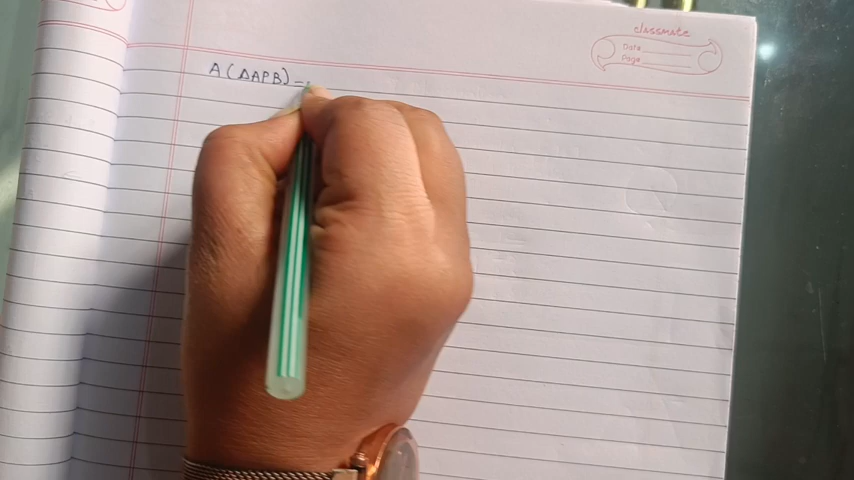 classmate
Date
Page
A (ΔAPB) =